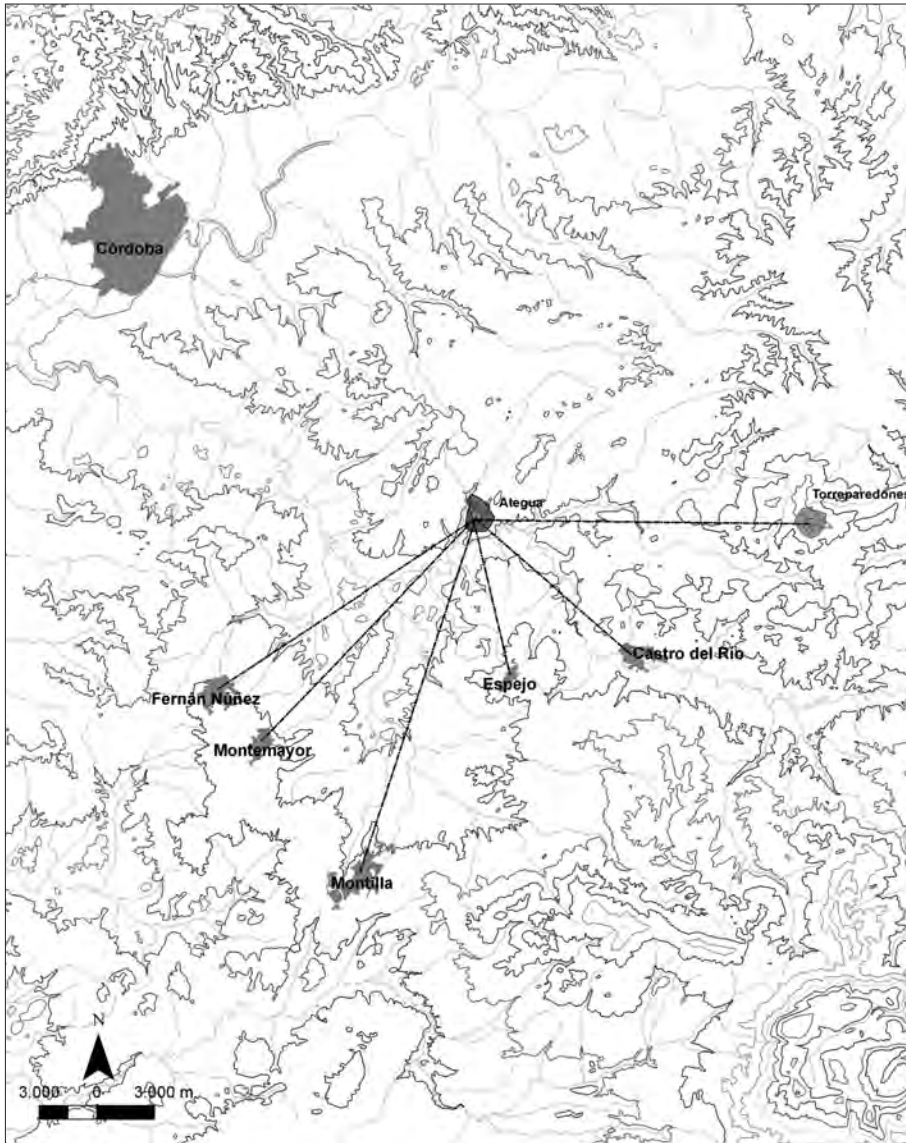 Córdoba
Ategua
Torreparedones
Castro del Río
Espejo
Fernán Núñez
Montemayor
Montilla
N
3.000 0 3.000 m